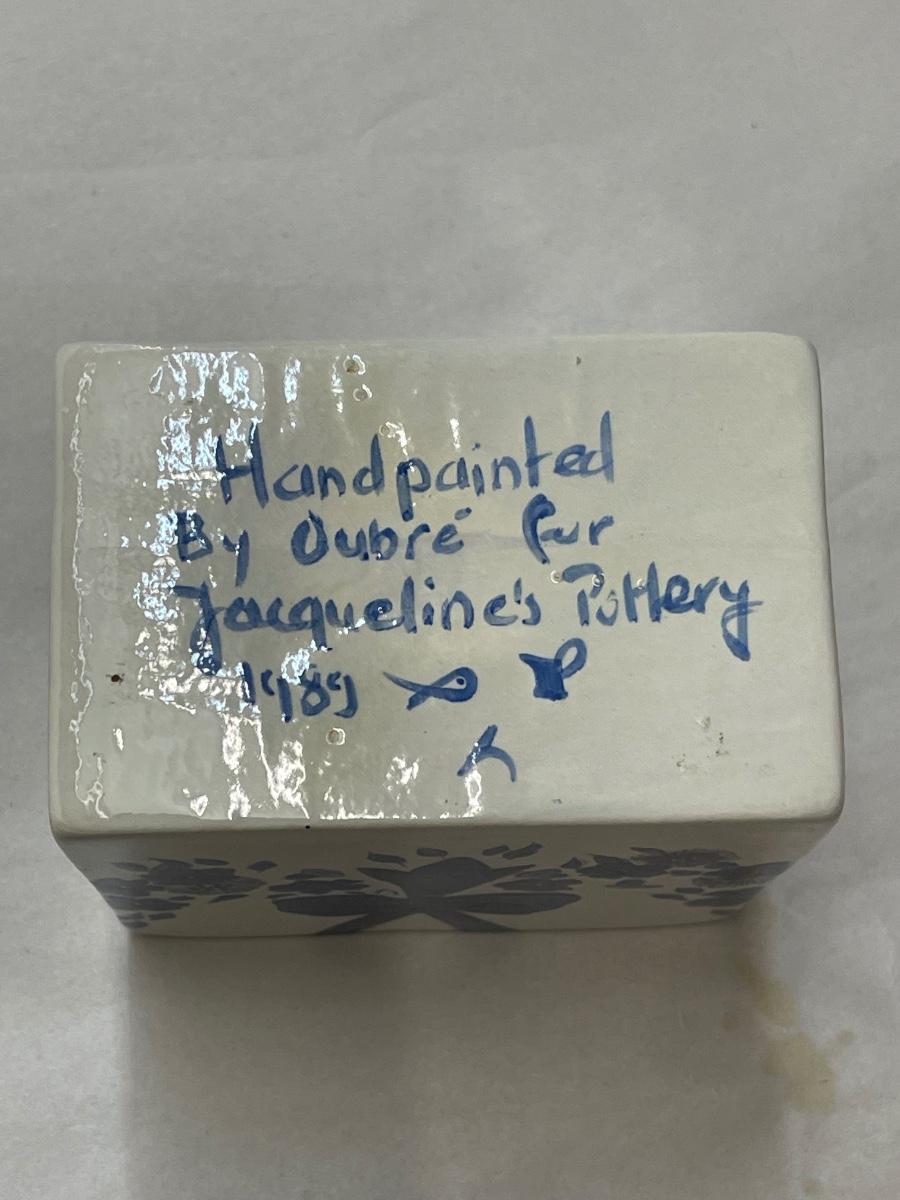 Handpainted
By Oubré for
Jacqueline's Pottery
1989